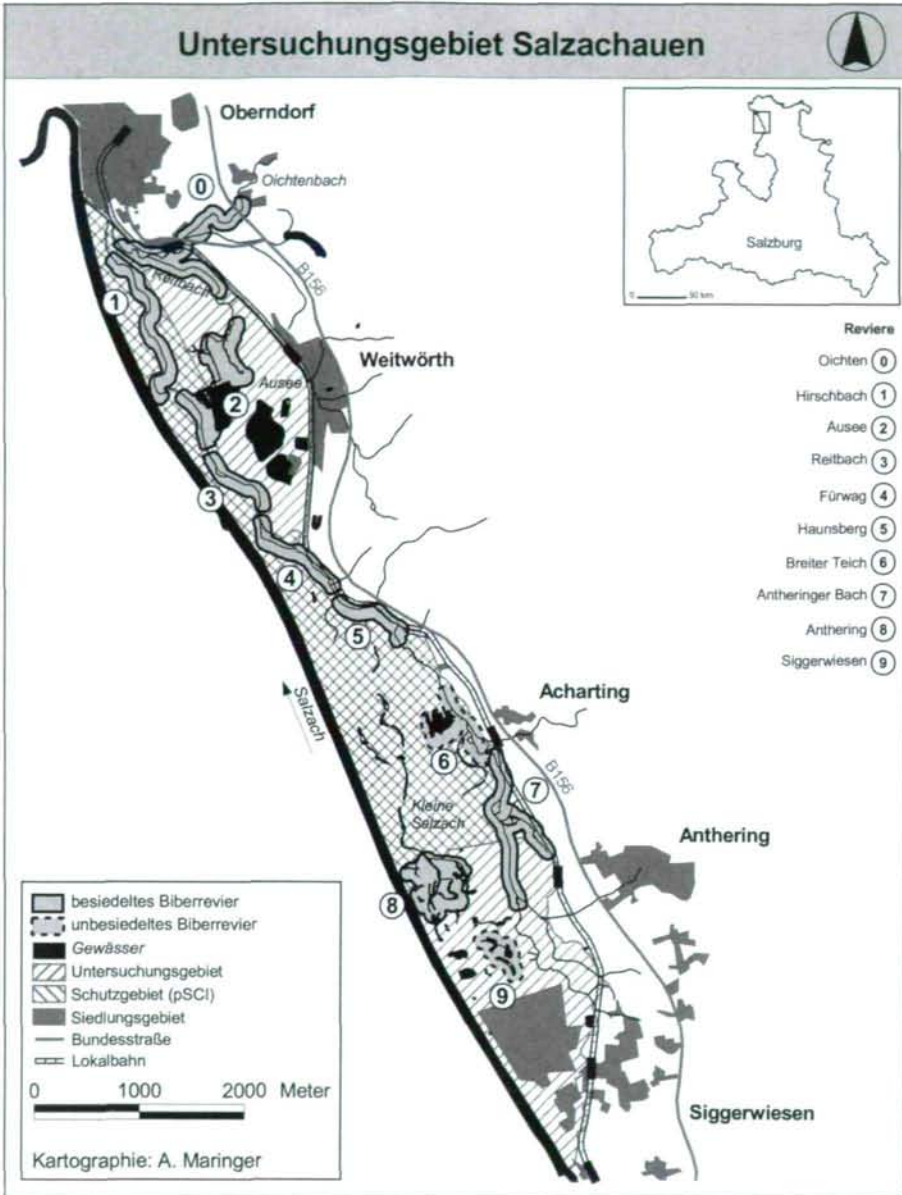 Untersuchungsgebiet Salzachauen
Oberndorf
Oichtenbach
0
Reitbach
B156
1
Weitwörth
Ausee
2
3
4
5
Salzach
Acharting
6
7
B156
Kleine
Salzach
Anthering
8
9
Siggerwiesen
Salzburg
0 50 km
Reviere
Oichten 0
Hirschbach 1
Ausee 2
Reitbach 3
Fürwag 4
Haunsberg 5
Breiter Teich 6
Antheringer Bach 7
Anthering 8
Siggerwiesen 9
besiedeltes Biberrevier
unbesiedeltes Biberrevier
Gewässer
Untersuchungsgebiet
Schutzgebiet (pSCI)
Siedlungsgebiet
Bundesstraße
Lokalbahn
0 1000 2000 Meter
Kartographie: A. Maringer